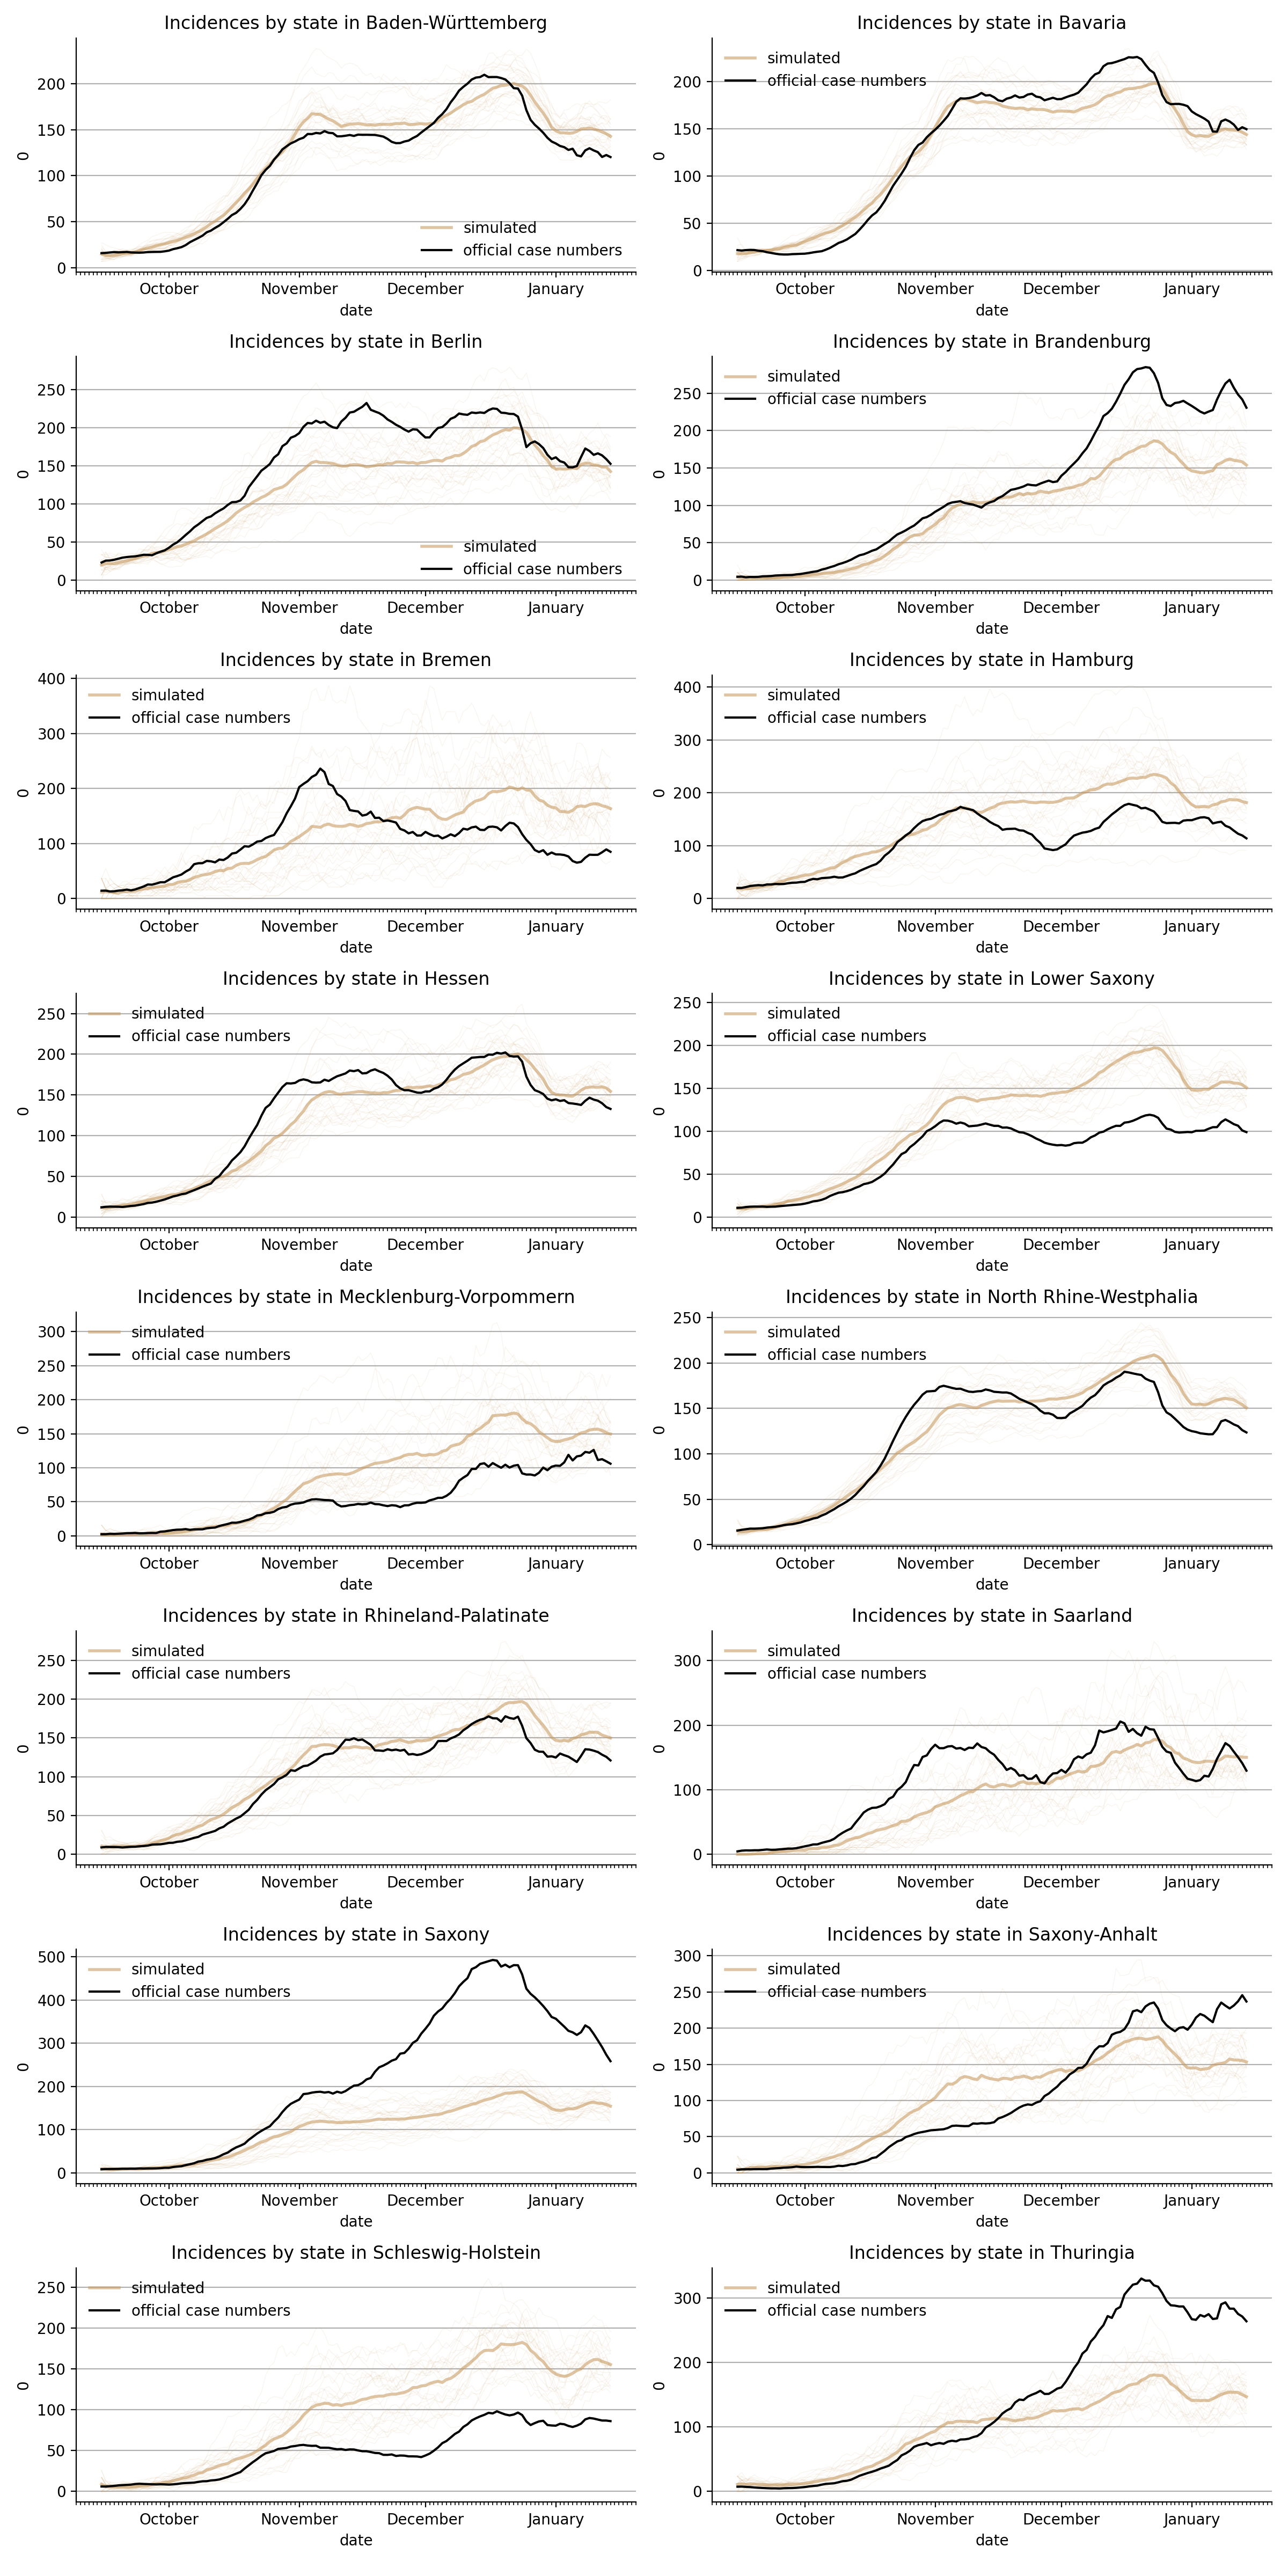 Incidences by state in Baden-Württemberg
0
200
150
100
50
0
simulated
official case numbers
October November December January
date
Incidences by state in Bavaria
0
200
150
100
50
0
simulated
official case numbers
October November December January
date
Incidences by state in Berlin
0
250
200
150
100
50
0
simulated
official case numbers
October November December January
date
Incidences by state in Brandenburg
0
250
200
150
100
50
0
simulated
official case numbers
October November December January
date
Incidences by state in Bremen
0
400
300
200
100
0
simulated
official case numbers
October November December January
date
Incidences by state in Hamburg
0
400
300
200
100
0
simulated
official case numbers
October November December January
date
Incidences by state in Hessen
0
250
200
150
100
50
0
simulated
official case numbers
October November December January
date
Incidences by state in Lower Saxony
0
250
200
150
100
50
0
simulated
official case numbers
October November December January
date
Incidences by state in Mecklenburg-Vorpommern
0
300
250
200
150
100
50
0
simulated
official case numbers
October November December January
date
Incidences by state in North Rhine-Westphalia
0
250
200
150
100
50
0
simulated
official case numbers
October November December January
date
Incidences by state in Rhineland-Palatinate
0
250
200
150
100
50
0
simulated
official case numbers
October November December January
date
Incidences by state in Saarland
0
300
200
100
0
simulated
official case numbers
October November December January
date
Incidences by state in Saxony
0
500
400
300
200
100
0
simulated
official case numbers
October November December January
date
Incidences by state in Saxony-Anhalt
0
300
250
200
150
100
50
0
simulated
official case numbers
October November December January
date
Incidences by state in Schleswig-Holstein
0
250
200
150
100
50
0
simulated
official case numbers
October November December January
date
Incidences by state in Thuringia
0
300
200
100
0
simulated
official case numbers
October November December January
date